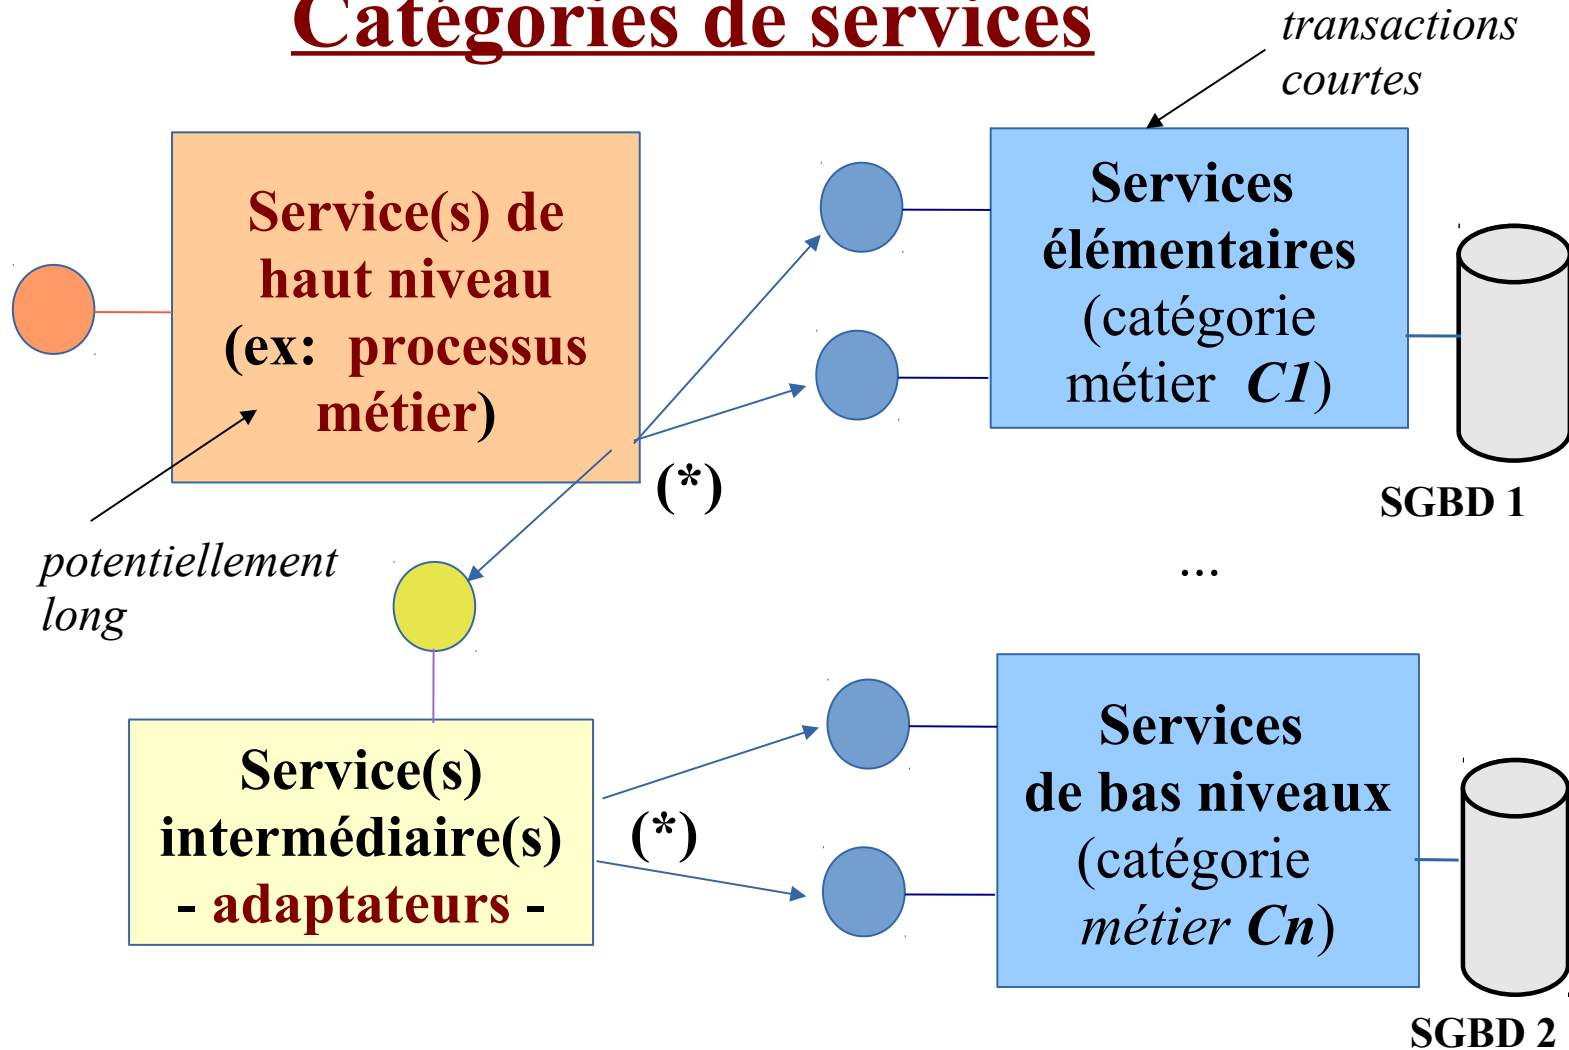 Catégories de services
transactions
courtes
Service(s) de
haut niveau
(ex: processus
métier)
Services
élémentaires
(catégorie
métier C1)
(*)
SGBD 1
potentiellement
long
...
Service(s)
intermédiaire(s)
- adaptateurs -
(*)
Services
de bas niveaux
(catégorie
métier Cn)
SGBD 2